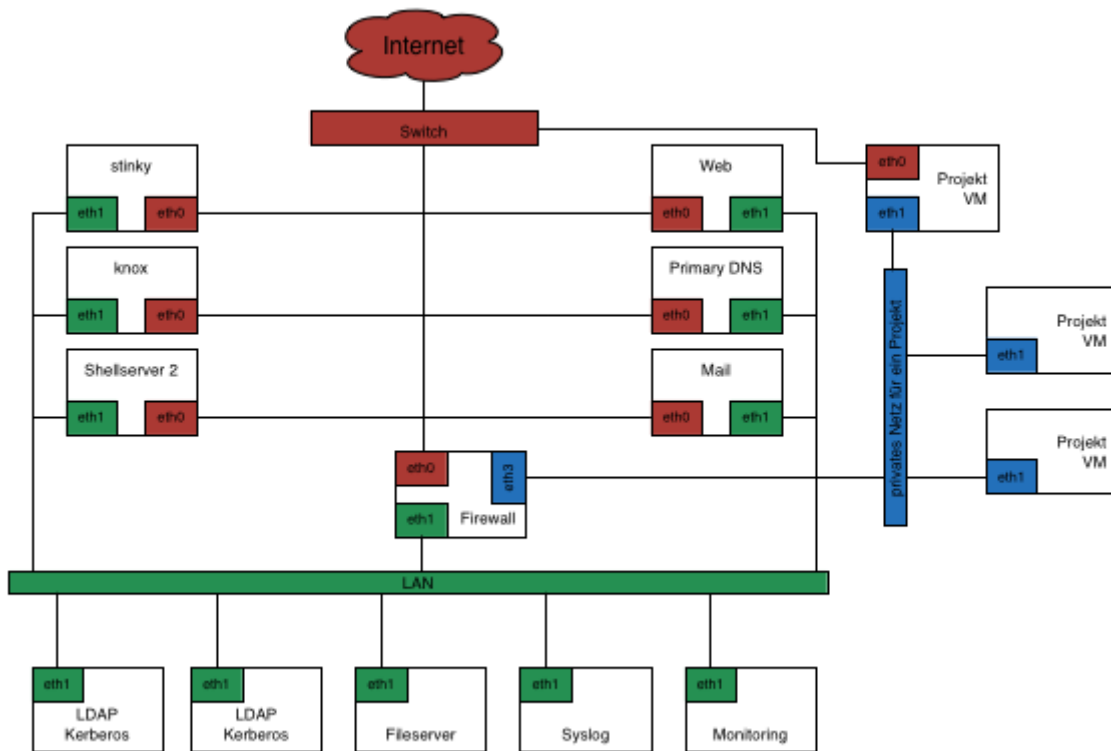 Internet
Switch
stinky
eth1 eth0
Web
eth0 eth1
eth0
Projekt
VM
eth1
knox
eth1 eth0
Primary DNS
eth0 eth1
privates Netz für ein Projekt
Projekt
VM
eth1
Shellserver 2
eth1 eth0
Mail
eth0 eth1
Projekt
VM
eth1
eth0
eth3
eth1
Firewall
LAN
eth1
LDAP
Kerberos
eth1
LDAP
Kerberos
eth1
Fileserver
eth1
Syslog
eth1
Monitoring